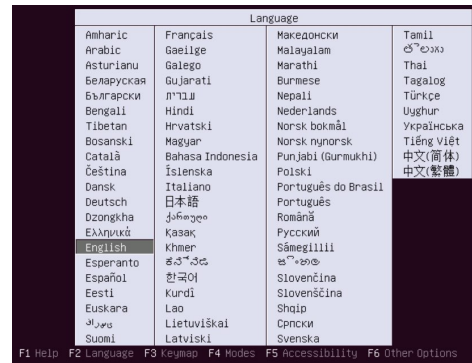 Language
Amharic
Arabic
Asturianu
Беларуская
Български
Bengali
Tibetan
Bosanski
Català
Čeština
Dansk
Deutsch
Dzongkha
Ελληνικά
English
Esperanto
Español
Eesti
Euskara
Suomi
Français
Gaeilge
Galego
Gujarati
עברית
Hindi
Hrvatski
Magyar
Bahasa Indonesia
Íslenska
Italiano
日本語
ქართული
Қазақ
Khmer
ಕನ್ನಡ
한국어
Kurdî
Lao
Lietuviškai
Latviski
Македонски
Malayalam
Marathi
Burmese
Nepali
Nederlands
Norsk bokmål
Norsk nynorsk
Punjabi (Gurmukhi)
Polski
Português do Brasil
Português
Română
Русский
Sámegillii
Slovenčina
Slovenščina
Shqip
Српски
Svenska
Tamil
Thai
Tagalog
Türkçe
Uyghur
Українська
Tiếng Việt
中文(简体)
中文(繁體)
F1 Help F2 Language F3 Keymap F4 Modes F5 Accessibility F6 Other Options